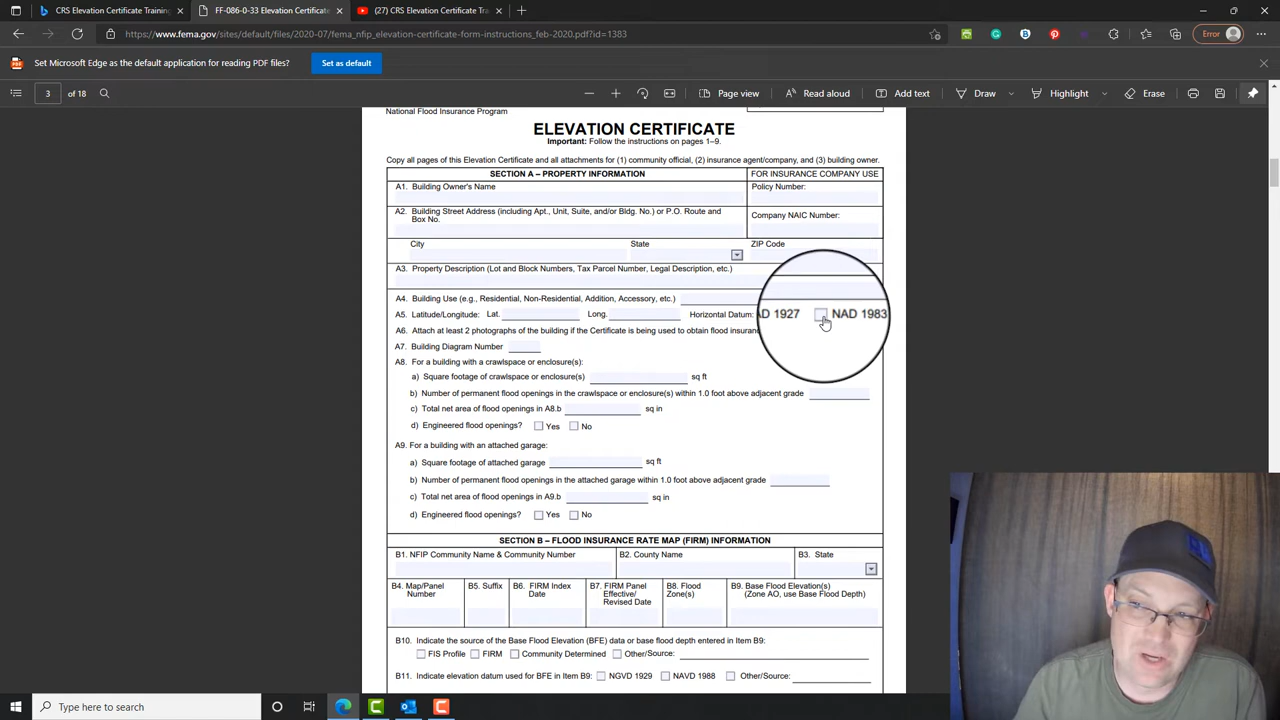 CRS Elevation Certificate Training
FF-086-0-33 Elevation Certificate
(27) CRS Elevation Certificate Tra
https://www.fema.gov/sites/default/files/2020-07/fema_nfip_elevation-certificate-form-instructions_feb-2020.pdf?id=1383
Error
Set Microsoft Edge as the default application for reading PDF files?
Set as default
3 of 18
Page view
Read aloud
Add text
Draw
Highlight
Erase
National Flood Insurance Program
ELEVATION CERTIFICATE
Important: Follow the instructions on pages 1–9.
Copy all pages of this Elevation Certificate and all attachments for (1) community official, (2) insurance agent/company, and (3) building owner.
SECTION A – PROPERTY INFORMATION
FOR INSURANCE COMPANY USE
A1. Building Owner's Name
Policy Number:
A2. Building Street Address (including Apt., Unit, Suite, and/or Bldg. No.) or P.O. Route and
Box No.
Company NAIC Number:
City
State
ZIP Code
A3. Property Description (Lot and Block Numbers, Tax Parcel Number, Legal Description, etc.)
A4. Building Use (e.g., Residential, Non-Residential, Addition, Accessory, etc.)
A5. Latitude/Longitude: Lat. Long. Horizontal Datum: AD 1927 NAD 1983
A6. Attach at least 2 photographs of the building if the Certificate is being used to obtain flood insuranc
A7. Building Diagram Number
A8. For a building with a crawlspace or enclosure(s):
a) Square footage of crawlspace or enclosure(s) sq ft
b) Number of permanent flood openings in the crawlspace or enclosure(s) within 1.0 foot above adjacent grade
c) Total net area of flood openings in A8.b sq in
d) Engineered flood openings? Yes No
A9. For a building with an attached garage:
a) Square footage of attached garage sq ft
b) Number of permanent flood openings in the attached garage within 1.0 foot above adjacent grade
c) Total net area of flood openings in A9.b sq in
d) Engineered flood openings? Yes No
SECTION B – FLOOD INSURANCE RATE MAP (FIRM) INFORMATION
B1. NFIP Community Name & Community Number
B2. County Name
B3. State
B4. Map/Panel
Number
B5. Suffix
B6. FIRM Index
Date
B7. FIRM Panel
Effective/
Revised Date
B8. Flood
Zone(s)
B9. Base Flood Elevation(s)
(Zone AO, use Base Flood Depth)
B10. Indicate the source of the Base Flood Elevation (BFE) data or base flood depth entered in Item B9:
FIS Profile FIRM Community Determined Other/Source:
B11. Indicate elevation datum used for BFE in Item B9: NGVD 1929 NAVD 1988 Other/Source:
Type here to search